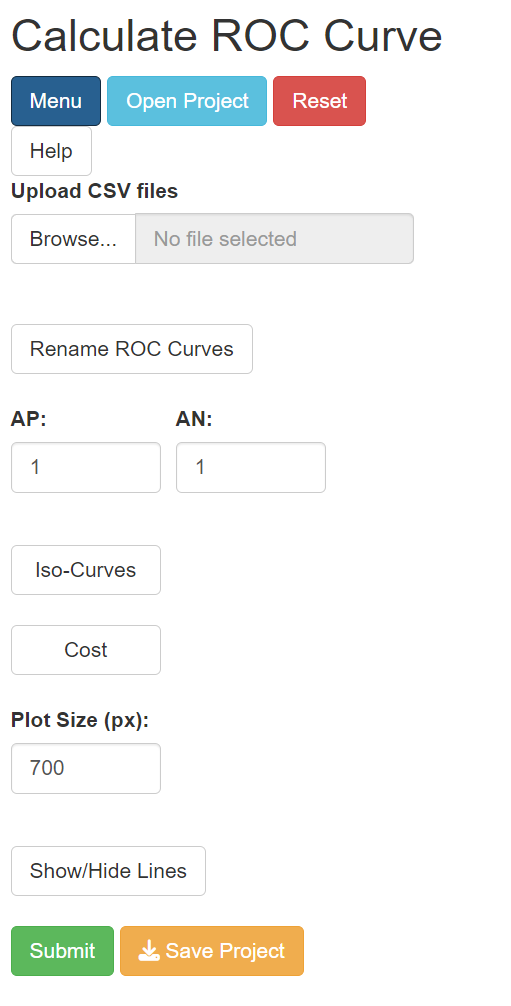 Calculate ROC Curve
Menu Open Project Reset
Help
Upload CSV files
Browse... No file selected
Rename ROC Curves
AP: AN:
1 1
Iso-Curves
Cost
Plot Size (px):
700
Show/Hide Lines
Submit Save Project